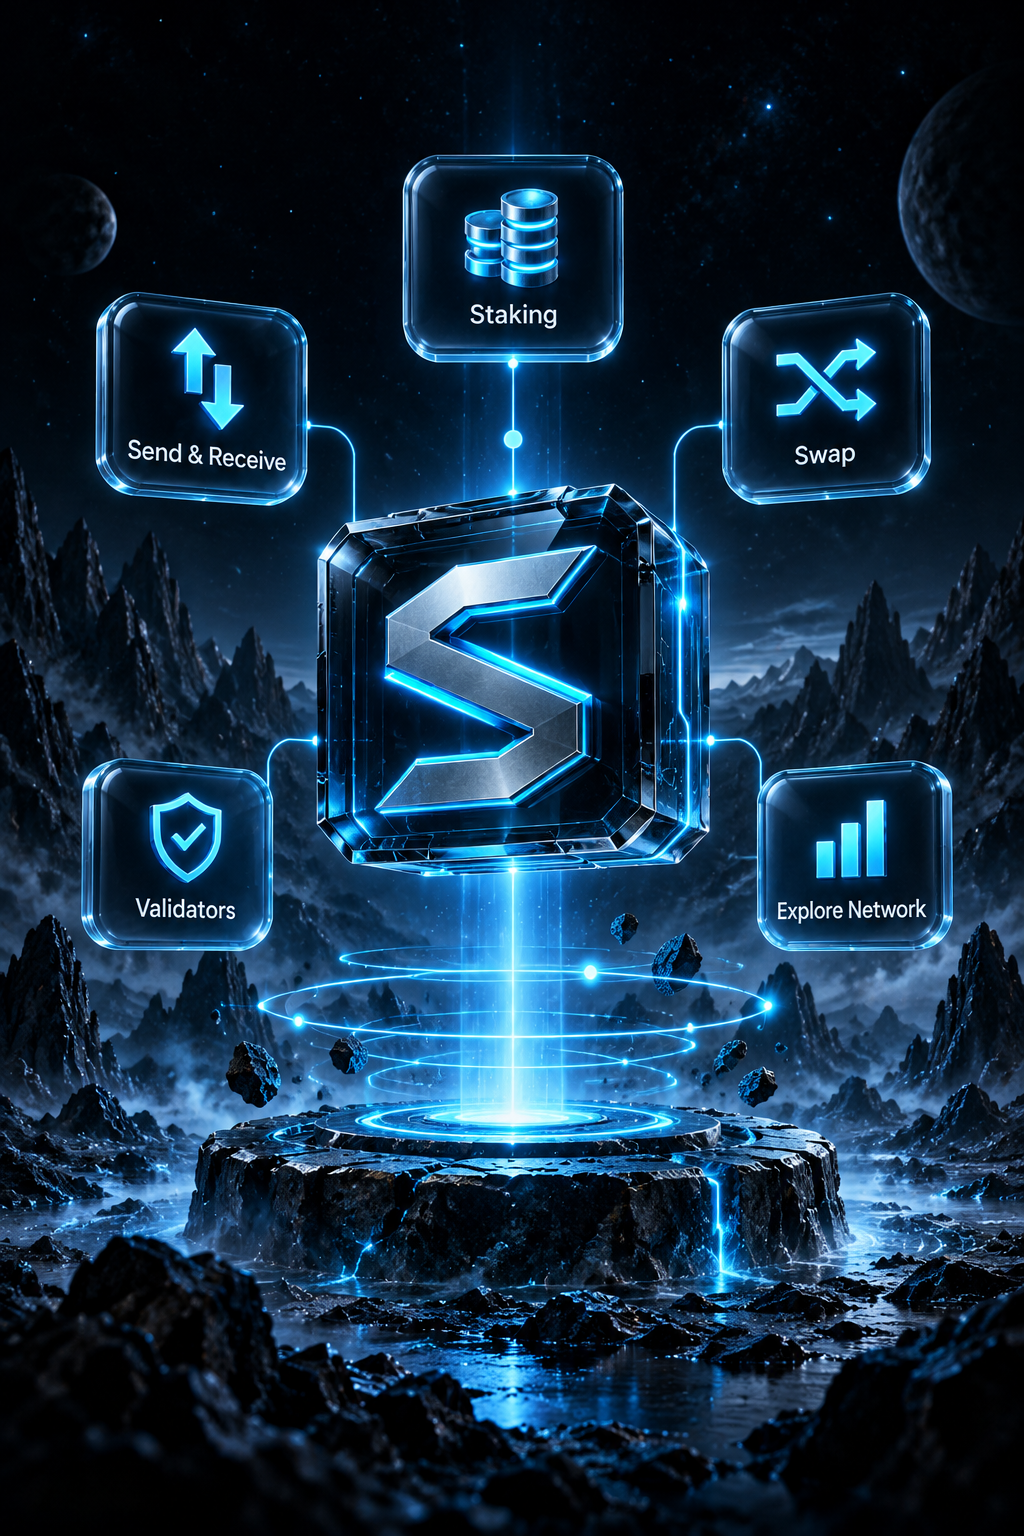 Staking
Send & Receive
Swap
S
Validators
Explore Network